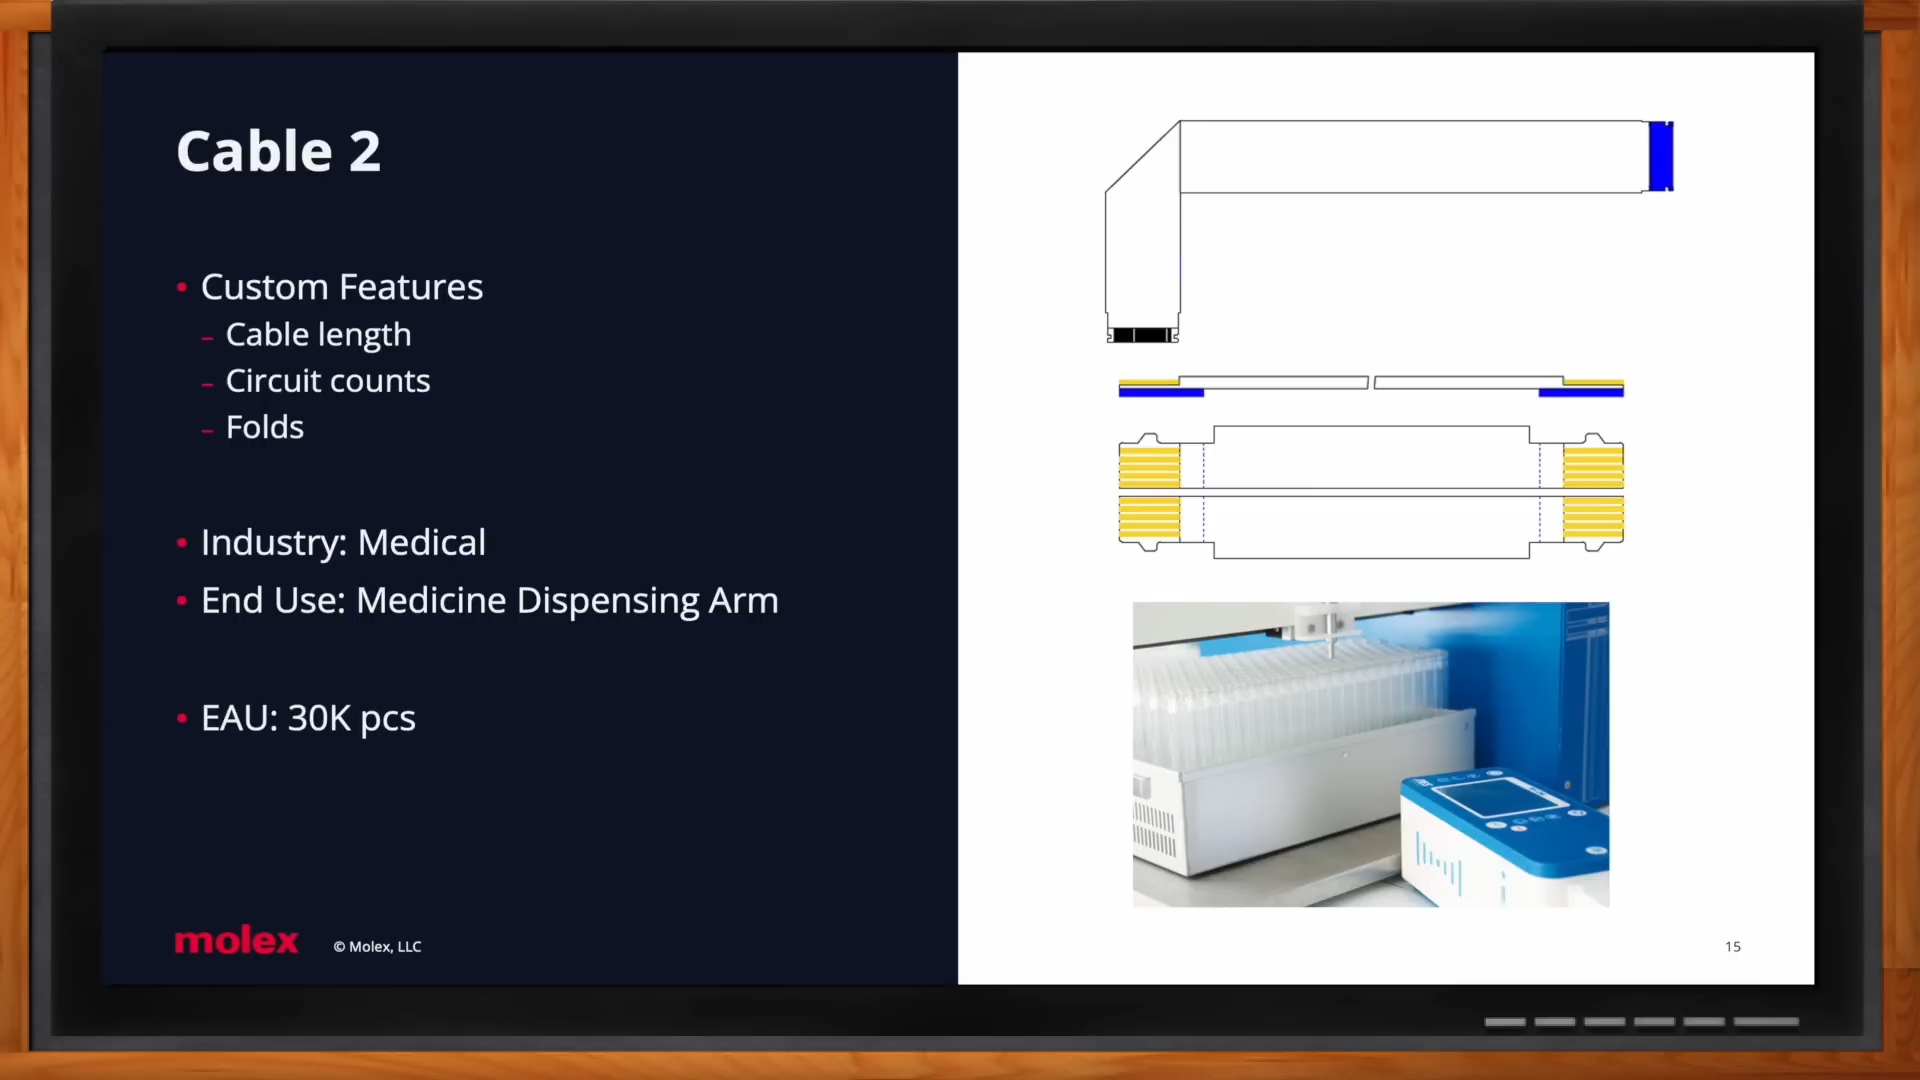 Cable 2
• Custom Features
– Cable length
– Circuit counts
– Folds
• Industry: Medical
• End Use: Medicine Dispensing Arm
• EAU: 30K pcs
molex
© Molex, LLC
15